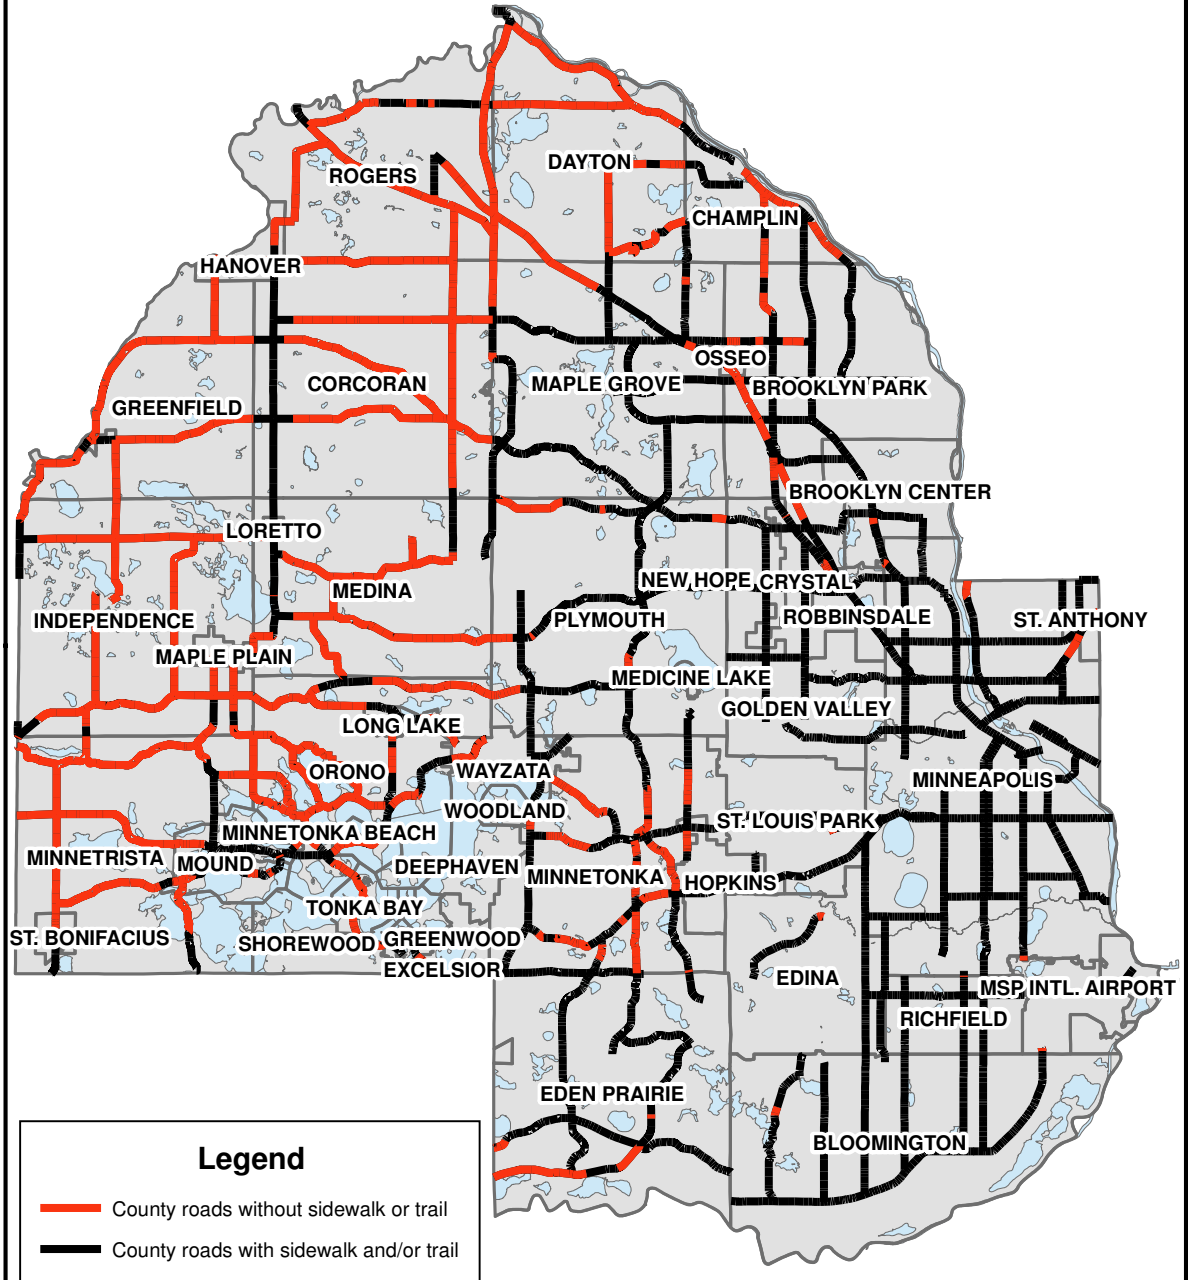 DAYTON
ROGERS
CHAMPLIN
HANOVER
OSSEO
CORCORAN
MAPLE GROVE
BROOKLYN PARK
GREENFIELD
BROOKLYN CENTER
LORETTO
NEW HOPE
CRYSTAL
MEDINA
INDEPENDENCE
PLYMOUTH
ROBBINSDALE
ST. ANTHONY
MAPLE PLAIN
MEDICINE LAKE
GOLDEN VALLEY
LONG LAKE
ORONO
WAYZATA
MINNEAPOLIS
WOODLAND
ST. LOUIS PARK
MINNETONKA BEACH
MINNETRISTA
MOUND
DEEPHAVEN
MINNETONKA
HOPKINS
TONKA BAY
ST. BONIFACIUS
SHOREWOOD
GREENWOOD
EXCELSIOR
EDINA
MSP INTL. AIRPORT
RICHFIELD
EDEN PRAIRIE
BLOOMINGTON
Legend
County roads without sidewalk or trail
County roads with sidewalk and/or trail